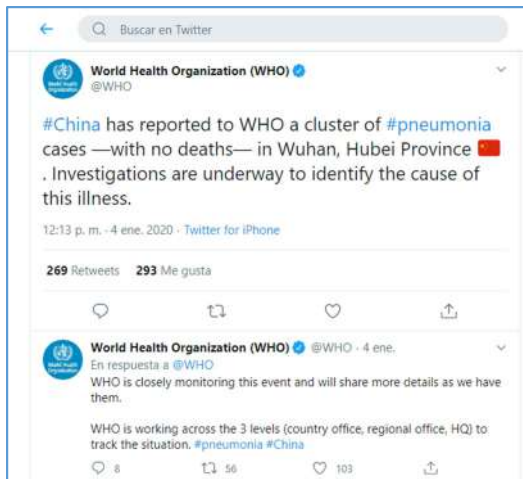 Buscar en Twitter
World Health Organization (WHO)
@WHO
#China has reported to WHO a cluster of #pneumonia
cases —with no deaths— in Wuhan, Hubei Province 🇨🇳
. Investigations are underway to identify the cause of
this illness.
12:13 p. m. · 4 ene. 2020 · Twitter for iPhone
269 Retweets 293 Me gusta
World Health Organization (WHO) @WHO · 4 ene.
En respuesta a @WHO
WHO is closely monitoring this event and will share more details as we have
them.
WHO is working across the 3 levels (country office, regional office, HQ) to
track the situation. #pneumonia #China
8 56 103